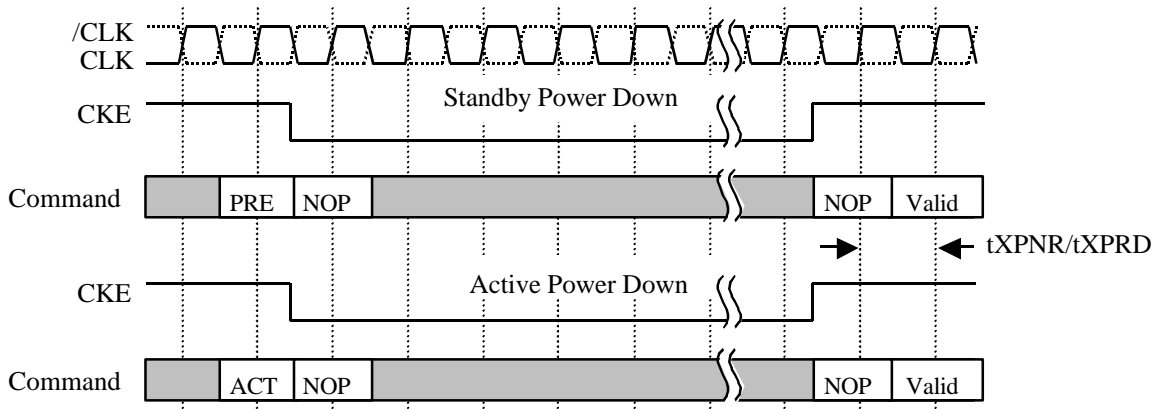 /CLK
CLK
Standby Power Down
CKE
Command PRE NOP NOP Valid
tXPNR/tXPRD
CKE Active Power Down
Command ACT NOP NOP Valid